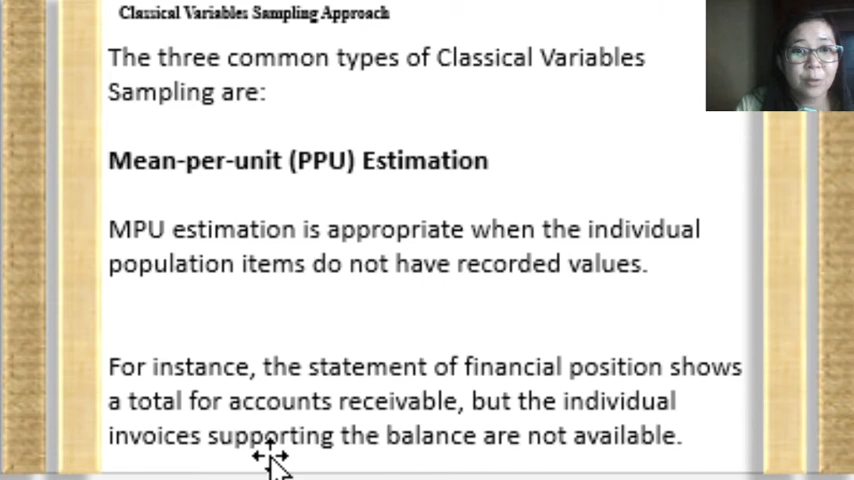 Classical Variables Sampling Approach
The three common types of Classical Variables
Sampling are:
Mean-per-unit (PPU) Estimation
MPU estimation is appropriate when the individual
population items do not have recorded values.
For instance, the statement of financial position shows
a total for accounts receivable, but the individual
invoices supporting the balance are not available.